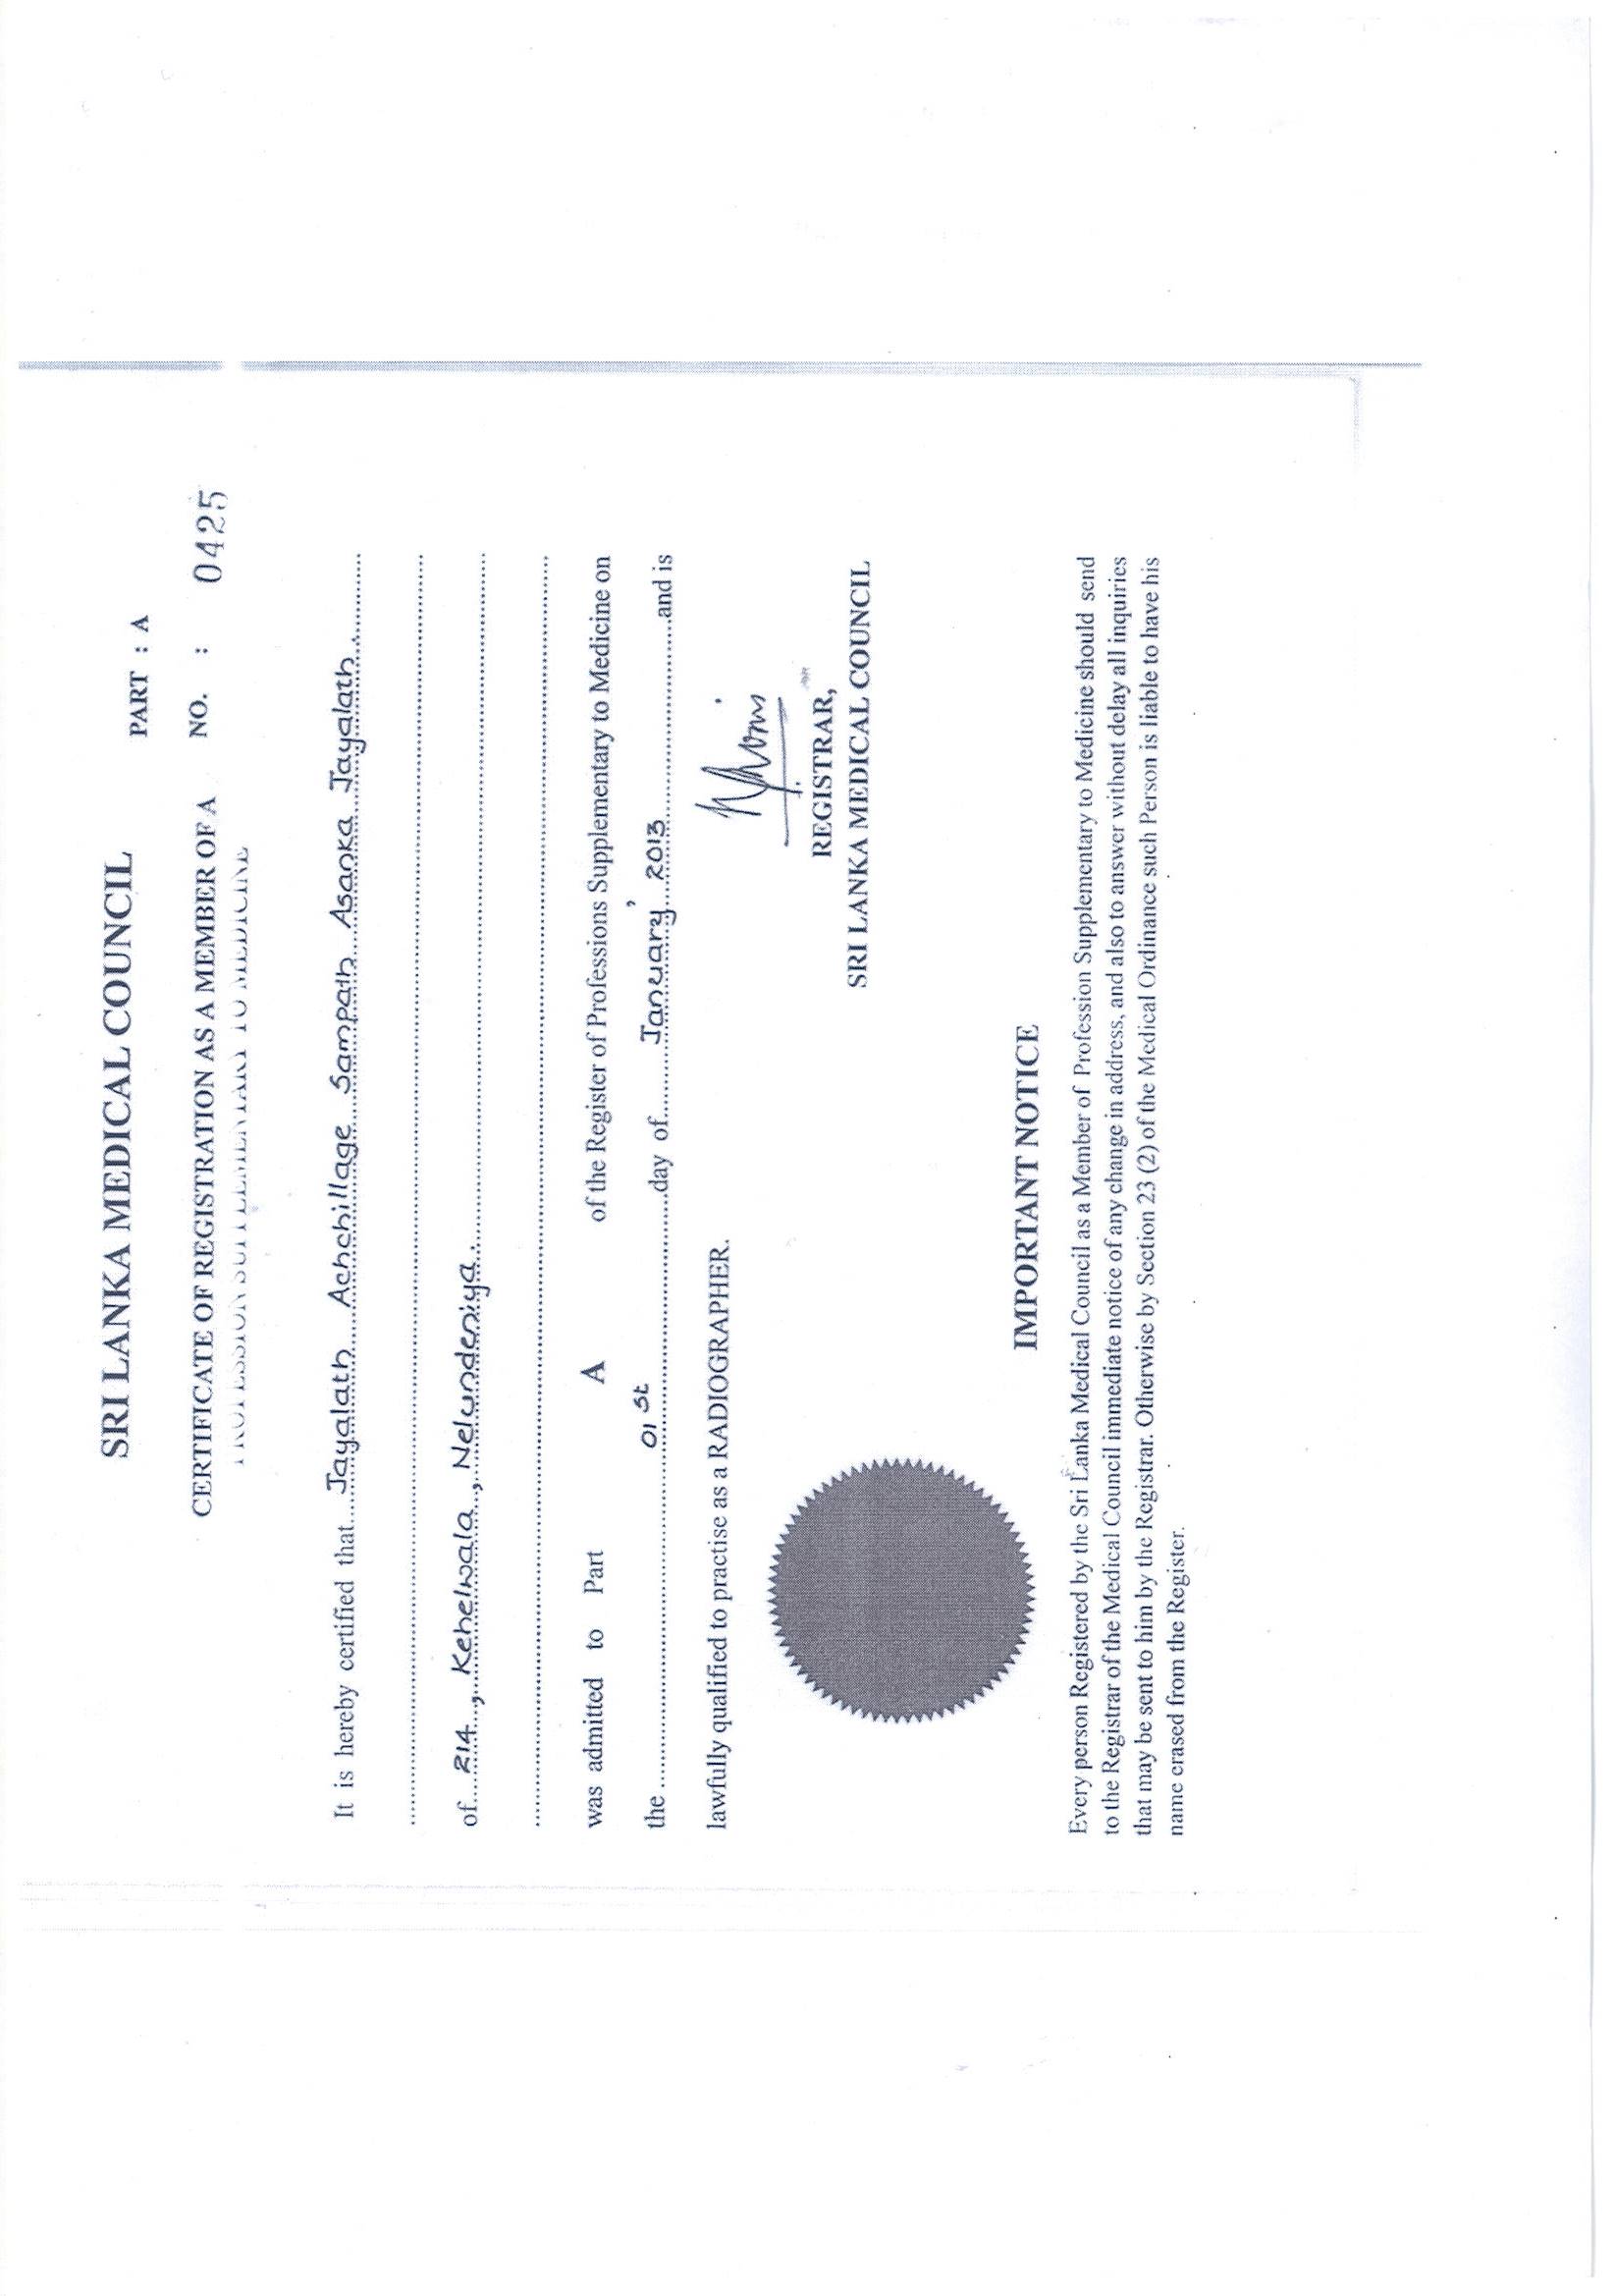 SRI LANKA MEDICAL COUNCIL
PART : A
CERTIFICATE OF REGISTRATION AS A MEMBER OF A NO. : 0425
PROFESSION SUPPLEMENTARY TO MEDICINE
It is hereby certified that Jayalath Achchillage Sampath Asanka Jayalath
of 214, Kehelwala, Nelundeniya.
was admitted to Part A of the Register of Professions Supplementary to Medicine on
the 01 st day of January, 2013 and is
lawfully qualified to practise as a RADIOGRAPHER.
REGISTRAR,
SRI LANKA MEDICAL COUNCIL
IMPORTANT NOTICE
Every person Registered by the Sri Lanka Medical Council as a Member of Profession Supplementary to Medicine should send
to the Registrar of the Medical Council immediate notice of any change in address, and also to answer without delay all inquiries
that may be sent to him by the Registrar. Otherwise by Section 23 (2) of the Medical Ordinance such Person is liable to have his
name erased from the Register.